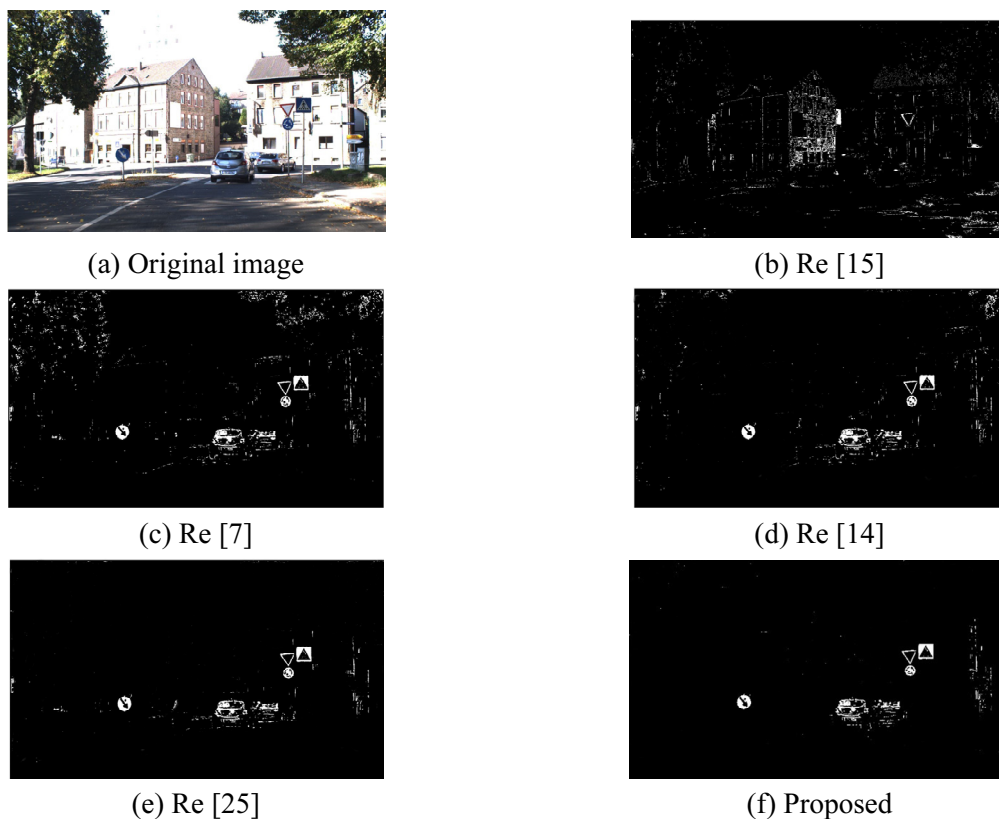 (a) Original image
(b) Re [15]
(c) Re [7]
(d) Re [14]
(e) Re [25]
(f) Proposed